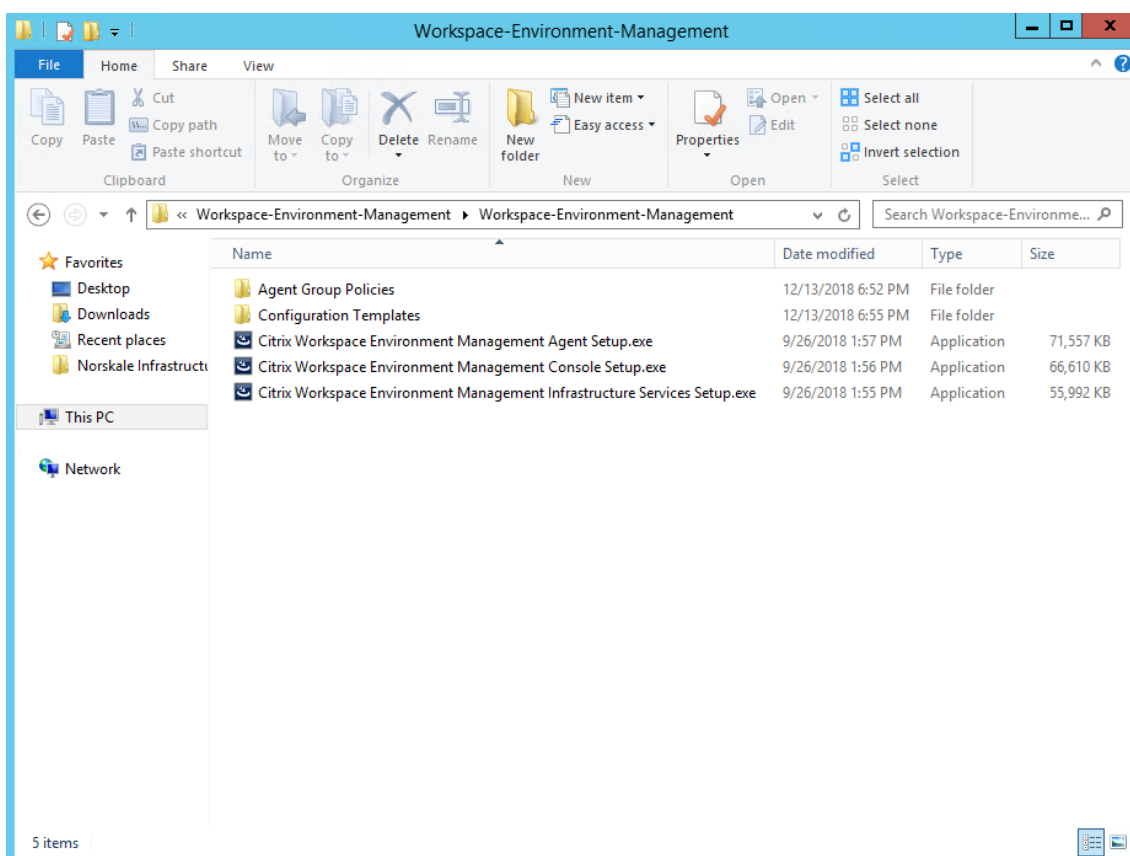 Workspace-Environment-Management
File Home Share View
Copy
Paste
Cut
Copy path
Paste shortcut
Clipboard
Move to
Copy to
Delete
Rename
Organize
New folder
New item
Easy access
New
Properties
Open
Edit
Open
Select all
Select none
Invert selection
Select
« Workspace-Environment-Management Workspace-Environment-Management
Search Workspace-Environme...
Favorites
Desktop
Downloads
Recent places
Norskale Infrastructu
This PC
Network
Name Date modified Type Size
Agent Group Policies 12/13/2018 6:52 PM File folder
Configuration Templates 12/13/2018 6:55 PM File folder
Citrix Workspace Environment Management Agent Setup.exe 9/26/2018 1:57 PM Application 71,557 KB
Citrix Workspace Environment Management Console Setup.exe 9/26/2018 1:56 PM Application 66,610 KB
Citrix Workspace Environment Management Infrastructure Services Setup.exe 9/26/2018 1:55 PM Application 55,992 KB
5 items